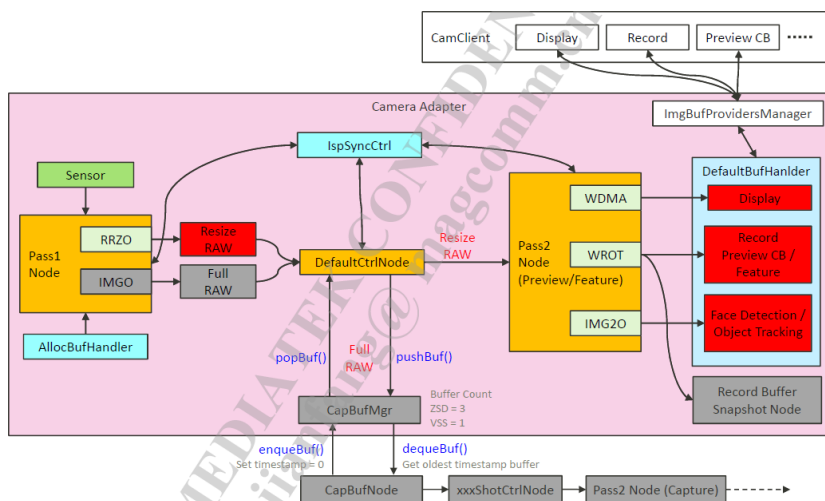 CamClient
Display
Record
Preview CB
Camera Adapter
ImgBufProvidersManager
IspSyncCtrl
Sensor
DefaultBufHanlder
Pass1
Node
RRZO
Resize
RAW
IMGO
Full
RAW
DefaultCtrlNode
Resize
RAW
Pass2
Node
(Preview/Feature)
WDMA
WROT
IMG2O
Display
Record
Preview CB /
Feature
Face Detection /
Object Tracking
AllocBufHandler
popBuf()
Full
RAW
pushBuf()
CapBufMgr
Buffer Count
ZSD = 3
VSS = 1
Record Buffer
Snapshot Node
enqueBuf()
Set timestamp = 0
dequeBuf()
Get oldest timestamp buffer
CapBufNode
xxxShotCtrlNode
Pass2 Node (Capture)